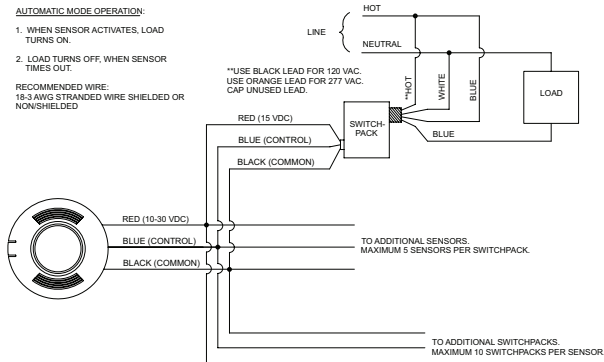 AUTOMATIC MODE OPERATION:
1. WHEN SENSOR ACTIVATES, LOAD
TURNS ON.
2. LOAD TURNS OFF, WHEN SENSOR
TIMES OUT.
RECOMMENDED WIRE:
18-3 AWG STRANDED WIRE SHIELDED OR
NON/SHIELDED
HOT
LINE
NEUTRAL
**USE BLACK LEAD FOR 120 VAC.
USE ORANGE LEAD FOR 277 VAC.
CAP UNUSED LEAD.
**HOT
WHITE
BLUE
LOAD
RED (15 VDC)
SWITCH-
PACK
BLUE (CONTROL)
BLUE
BLACK (COMMON)
RED (10-30 VDC)
BLUE (CONTROL)
BLACK (COMMON)
TO ADDITIONAL SENSORS.
MAXIMUM 5 SENSORS PER SWITCHPACK.
TO ADDITIONAL SWITCHPACKS.
MAXIMUM 10 SWITCHPACKS PER SENSOR